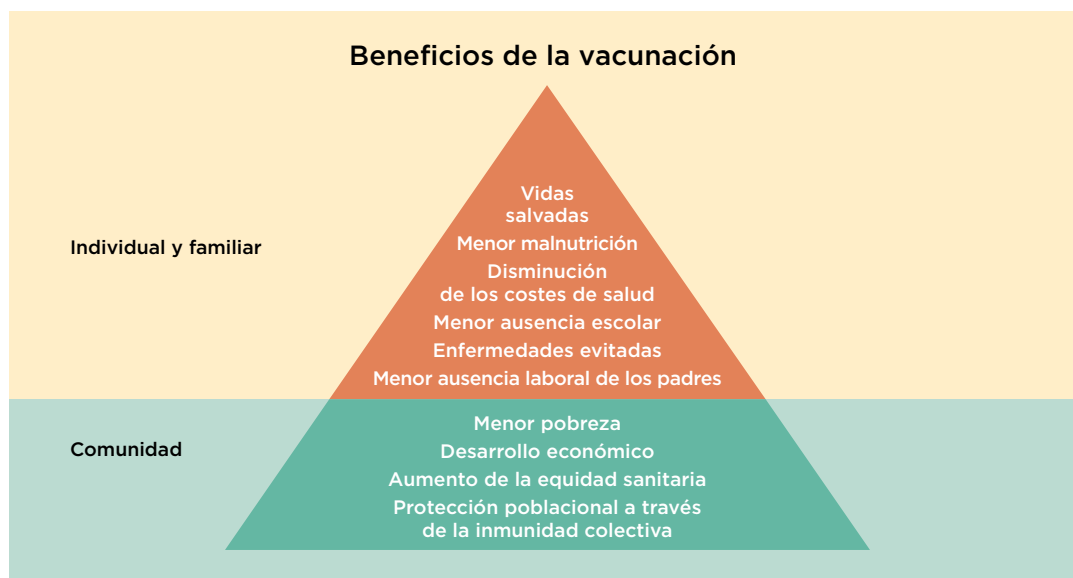 Beneficios de la vacunación
Individual y familiar
Vidas
salvadas
Menor malnutrición
Disminución
de los costes de salud
Menor ausencia escolar
Enfermedades evitadas
Menor ausencia laboral de los padres
Comunidad
Menor pobreza
Desarrollo económico
Aumento de la equidad sanitaria
Protección poblacional a través
de la inmunidad colectiva